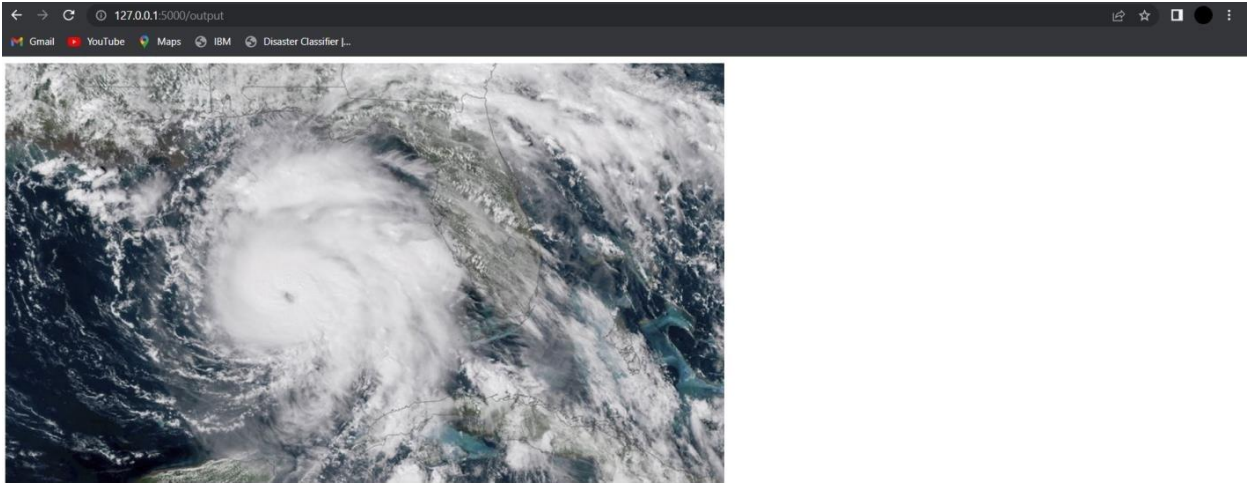 127.0.0.1:5000/output
Gmail YouTube Maps IBM Disaster Classifier |...